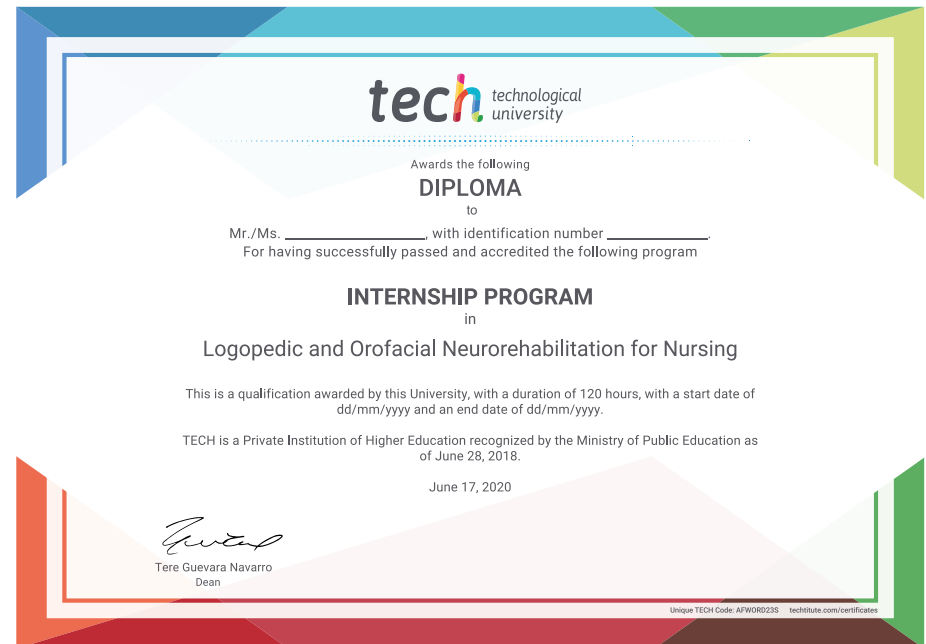 tech technological
university
Awards the following
DIPLOMA
to
Mr./Ms. ____________________, with identification number ______________.
For having successfully passed and accredited the following program
INTERNSHIP PROGRAM
in
Logopedic and Orofacial Neurorehabilitation for Nursing
This is a qualification awarded by this University, with a duration of 120 hours, with a start date of
dd/mm/yyyy and an end date of dd/mm/yyyy.
TECH is a Private Institution of Higher Education recognized by the Ministry of Public Education as
of June 28, 2018.
June 17, 2020
Tere Guevara Navarro
Dean
Unique TECH Code: AFWORD23S techtitute.com/certificates